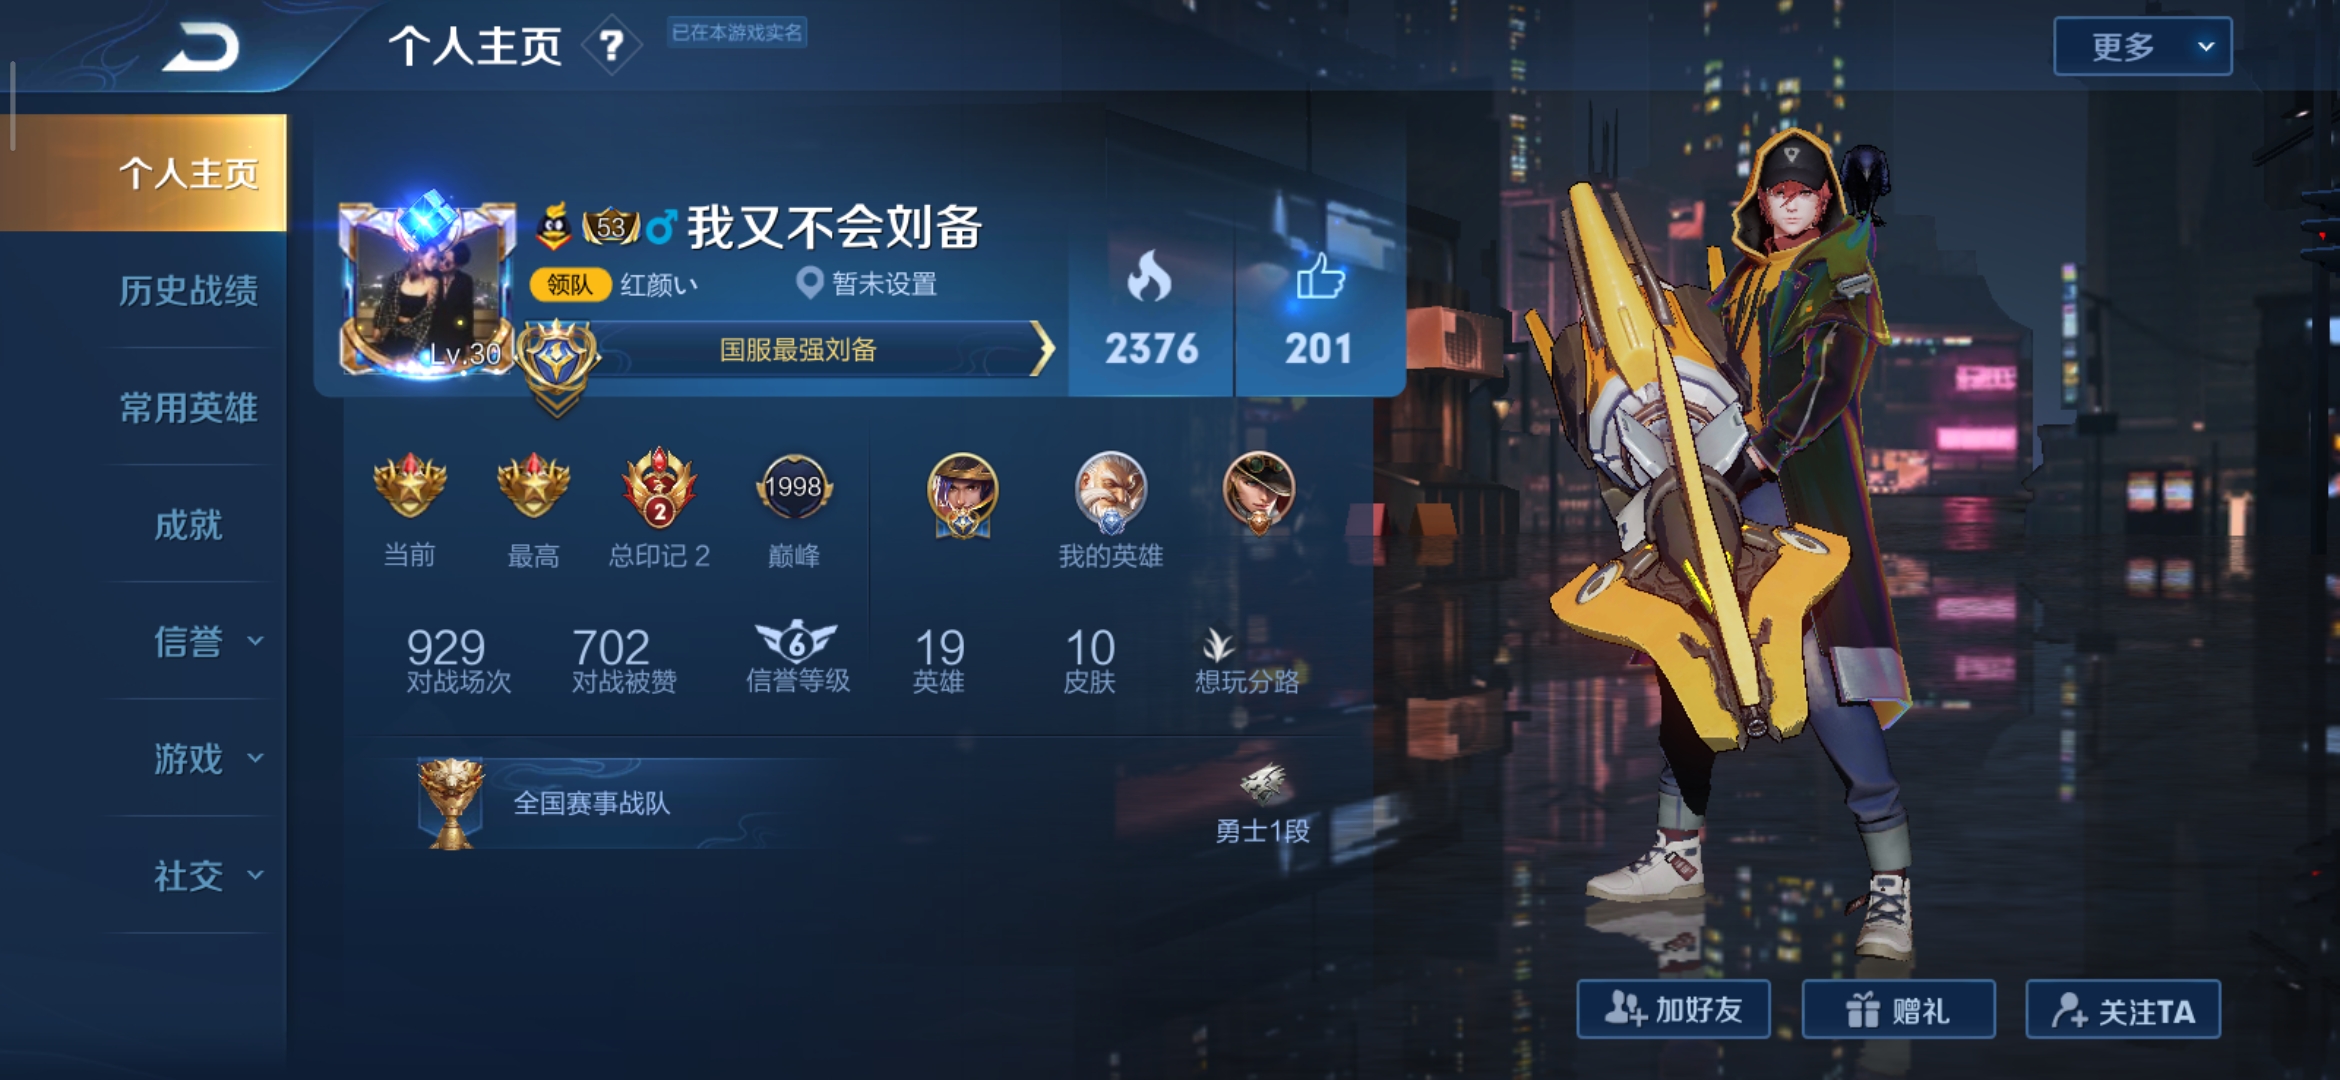 个人主页
?
已在本游戏实名
更多
个人主页
历史战绩
常用英雄
成就
信誉
游戏
社交
53
我又不会刘备
领队
红颜い
暂未设置
Lv.30
国服最强刘备
2376
201
2
1998
当前
最高
总印记 2
巅峰
我的英雄
929
702
6
19
10
对战场次
对战被赞
信誉等级
英雄
皮肤
想玩分路
全国赛事战队
勇士1段
加好友
赠礼
关注TA